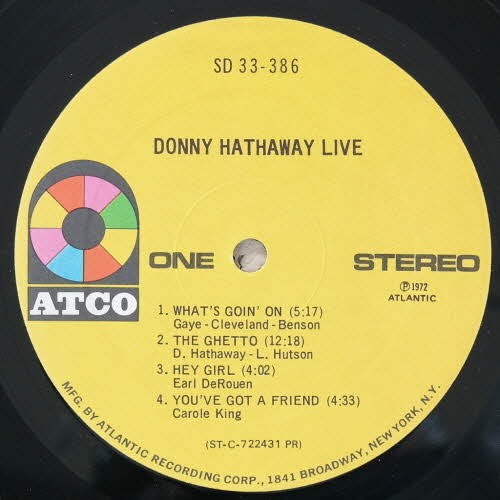 SD 33-386
DONNY HATHAWAY LIVE
ATCO
ONE
STEREO
Ⓟ1972
ATLANTIC
1. WHAT'S GOIN' ON (5:17)
Gaye - Cleveland - Benson
2. THE GHETTO (12:18)
D. Hathaway - L. Hutson
3. HEY GIRL (4:02)
Earl DeRouen
4. YOU'VE GOT A FRIEND (4:33)
Carole King
(ST-C-722431 PR)
MFG. BY ATLANTIC RECORDING CORP., 1841 BROADWAY, NEW YORK, N.Y.